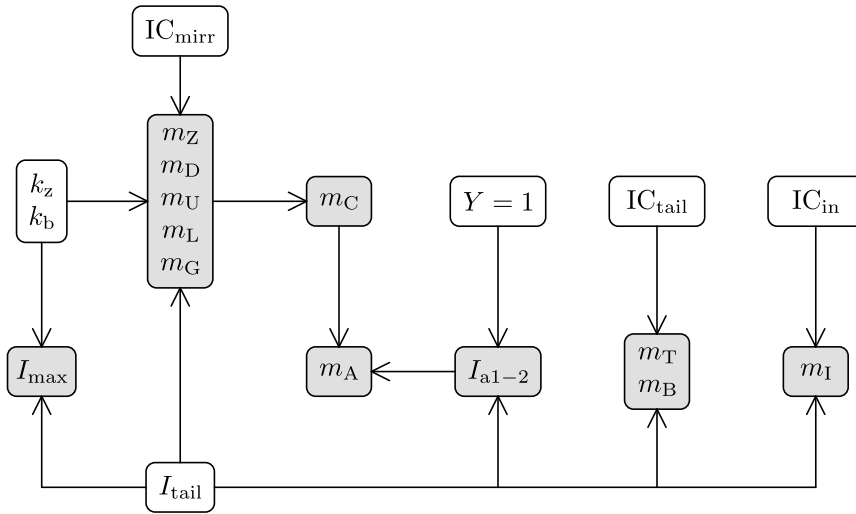 IC_mirr
m_Z
m_D
m_U
m_L
m_G
k_z
k_b
m_C
Y = 1
IC_tail
IC_in
I_max
m_A
I_a1−2
m_T
m_B
m_I
I_tail